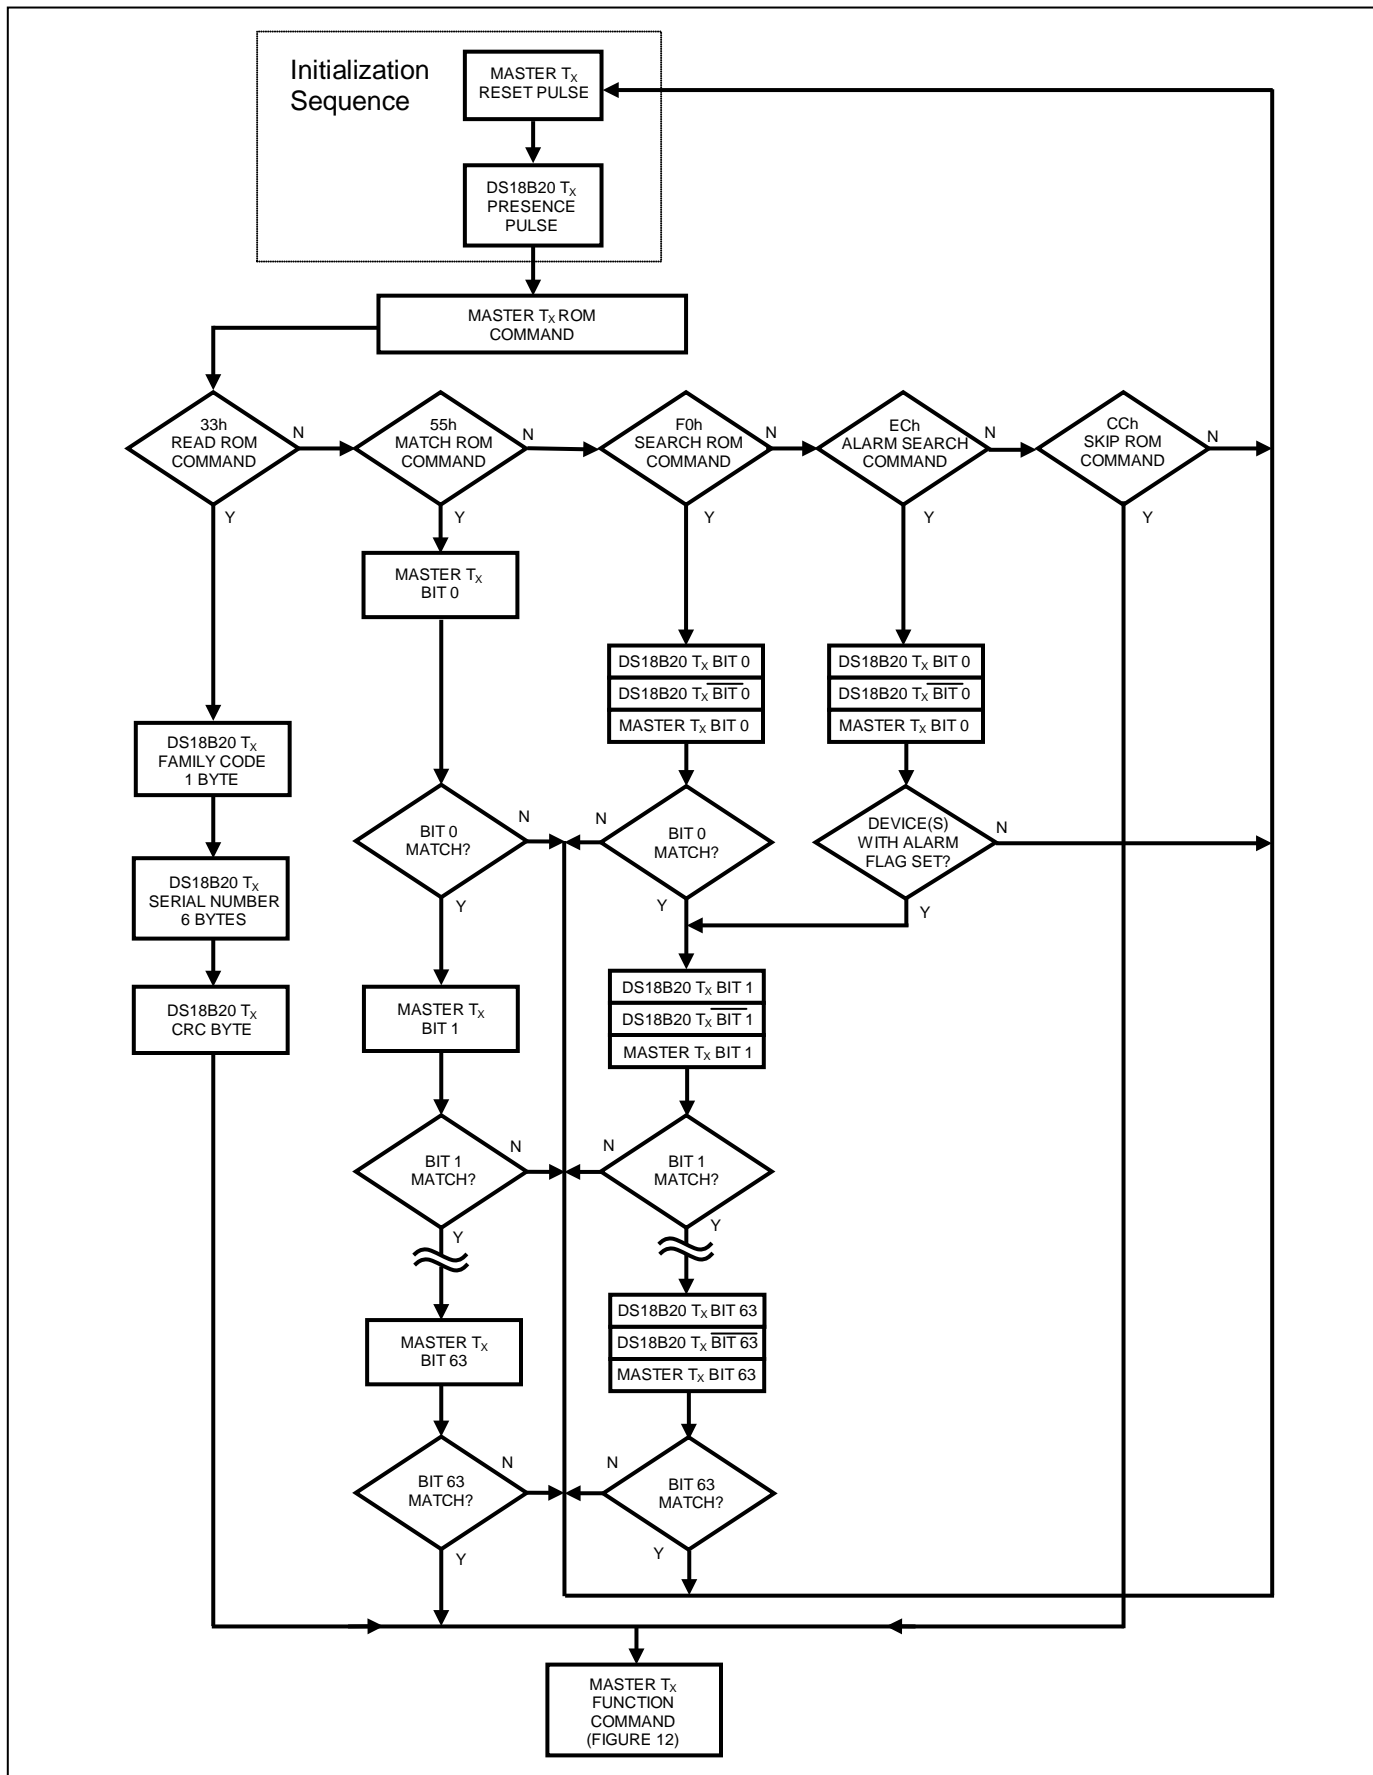 Initialization
Sequence
MASTER TX
RESET PULSE
DS18B20 TX
PRESENCE
PULSE
MASTER TX ROM
COMMAND
33h
READ ROM
COMMAND
N
Y
55h
MATCH ROM
COMMAND
N
Y
F0h
SEARCH ROM
COMMAND
N
Y
ECh
ALARM SEARCH
COMMAND
N
Y
CCh
SKIP ROM
COMMAND
N
Y
DS18B20 TX
FAMILY CODE
1 BYTE
DS18B20 TX
SERIAL NUMBER
6 BYTES
DS18B20 TX
CRC BYTE
MASTER TX
BIT 0
BIT 0
MATCH?
N
Y
MASTER TX
BIT 1
BIT 1
MATCH?
N
Y
MASTER TX
BIT 63
BIT 63
MATCH?
N
Y
DS18B20 TX BIT 0
DS18B20 TX BIT 0
MASTER TX BIT 0
BIT 0
MATCH?
N
Y
DS18B20 TX BIT 1
DS18B20 TX BIT 1
MASTER TX BIT 1
BIT 1
MATCH?
N
Y
DS18B20 TX BIT 63
DS18B20 TX BIT 63
MASTER TX BIT 63
BIT 63
MATCH?
N
Y
DS18B20 TX BIT 0
DS18B20 TX BIT 0
MASTER TX BIT 0
DEVICE(S)
WITH ALARM
FLAG SET?
N
Y
MASTER TX
FUNCTION
COMMAND
(FIGURE 12)